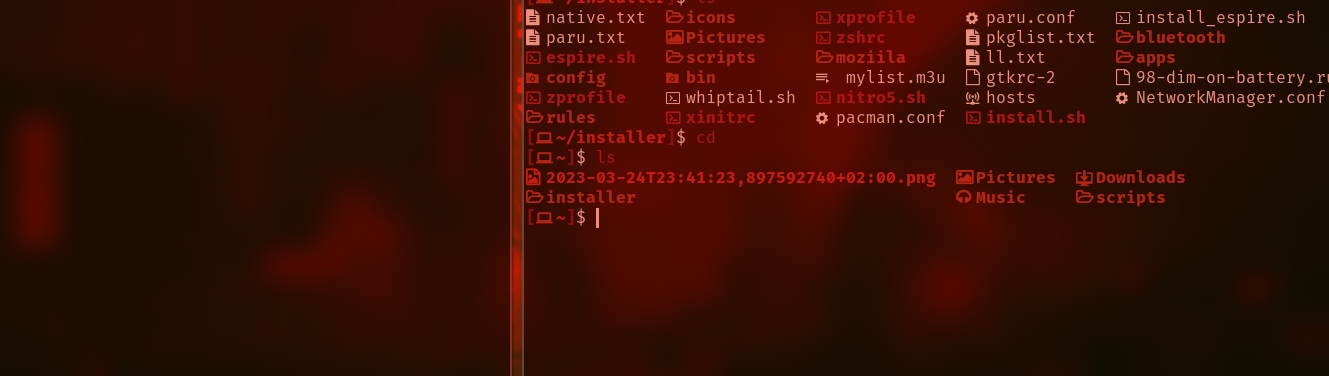 [~/installer]$ ls
native.txt icons xprofile paru.conf install_espire.sh
paru.txt Pictures zshrc pkglist.txt bluetooth
espire.sh scripts moziila ll.txt apps
config bin mylist.m3u gtkrc-2 98-dim-on-battery.ru
zprofile whiptail.sh nitro5.sh hosts NetworkManager.conf
rules xinitrc pacman.conf install.sh
[~/installer]$ cd
[~]$ ls
2023-03-24T23:41:23,897592740+02:00.png Pictures Downloads
installer Music scripts
[~]$